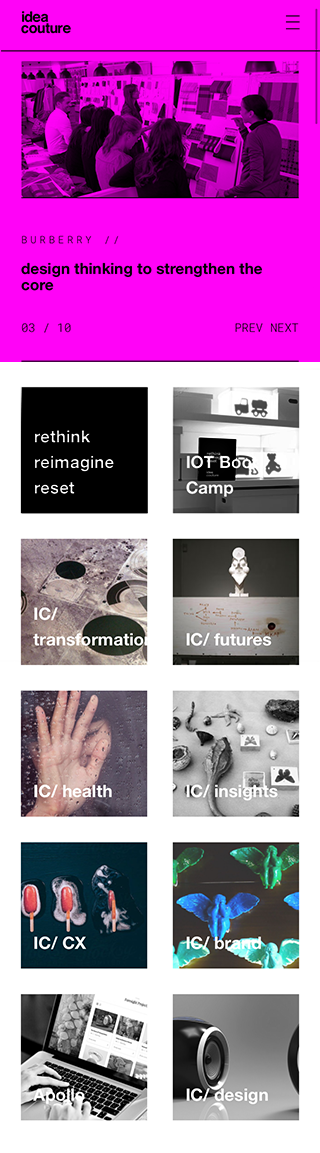 idea
couture
BURBERRY //
design thinking to strengthen the
core
03 / 10
PREV NEXT
rethink
reimagine
reset
IOT Boot
Camp
IC/
transformation
IC/ futures
IC/ health
IC/ insights
IC/ CX
IC/ brand
Apollo
IC/ design